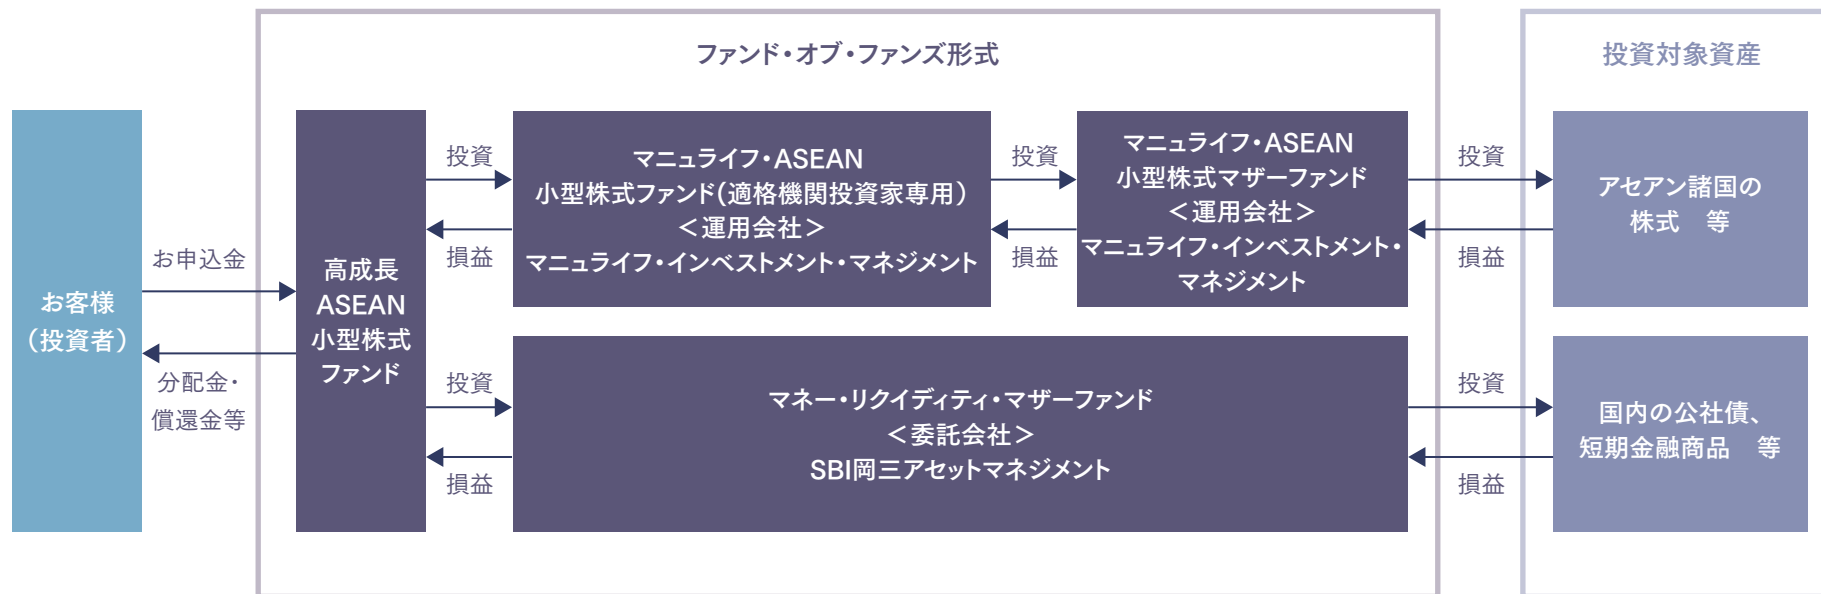 ファンド・オブ・ファンズ形式
投資対象資産
お客様
（投資者）
お申込金
分配金・
償還金等
高成長
ASEAN
小型株式
ファンド
投資
損益
マニュライフ・ASEAN
小型株式ファンド(適格機関投資家専用)
＜運用会社＞
マニュライフ・インベストメント・マネジメント
投資
損益
マニュライフ・ASEAN
小型株式マザーファンド
＜運用会社＞
マニュライフ・インベストメント・
マネジメント
投資
損益
アセアン諸国の
株式　等
投資
損益
マネー・リクイディティ・マザーファンド
＜委託会社＞
SBI岡三アセットマネジメント
投資
損益
国内の公社債、
短期金融商品　等